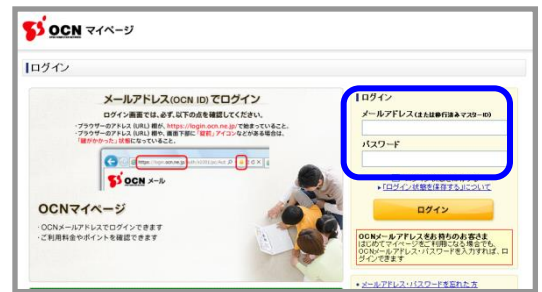 OCN マイページ
ログイン
メールアドレス(OCN ID)でログイン
ログイン画面では、必ず、以下の点を確認してください。
・ブラウザーのアドレス(URL)欄が、https://login.ocn.ne.jp/で始まっていること。
・ブラウザーのアドレス(URL)欄や、画面下部に「錠前」アイコンなどがある場合は、
「鍵がかかった」状態になっていること。
OCN メール
OCNマイページ
・OCNメールアドレスでログインできます
・ご利用料金やポイントを確認できます
ログイン
メールアドレス(または移行済みマスターID)
パスワード
▸「ログイン状態を保存する」について
ログイン
OCNメールアドレスをお持ちのお客さま
はじめてマイページをご利用になる場合でも、
OCNメールアドレス・パスワードを入力すれば、ロ
グインできます
メールアドレス・パスワードを忘れた方